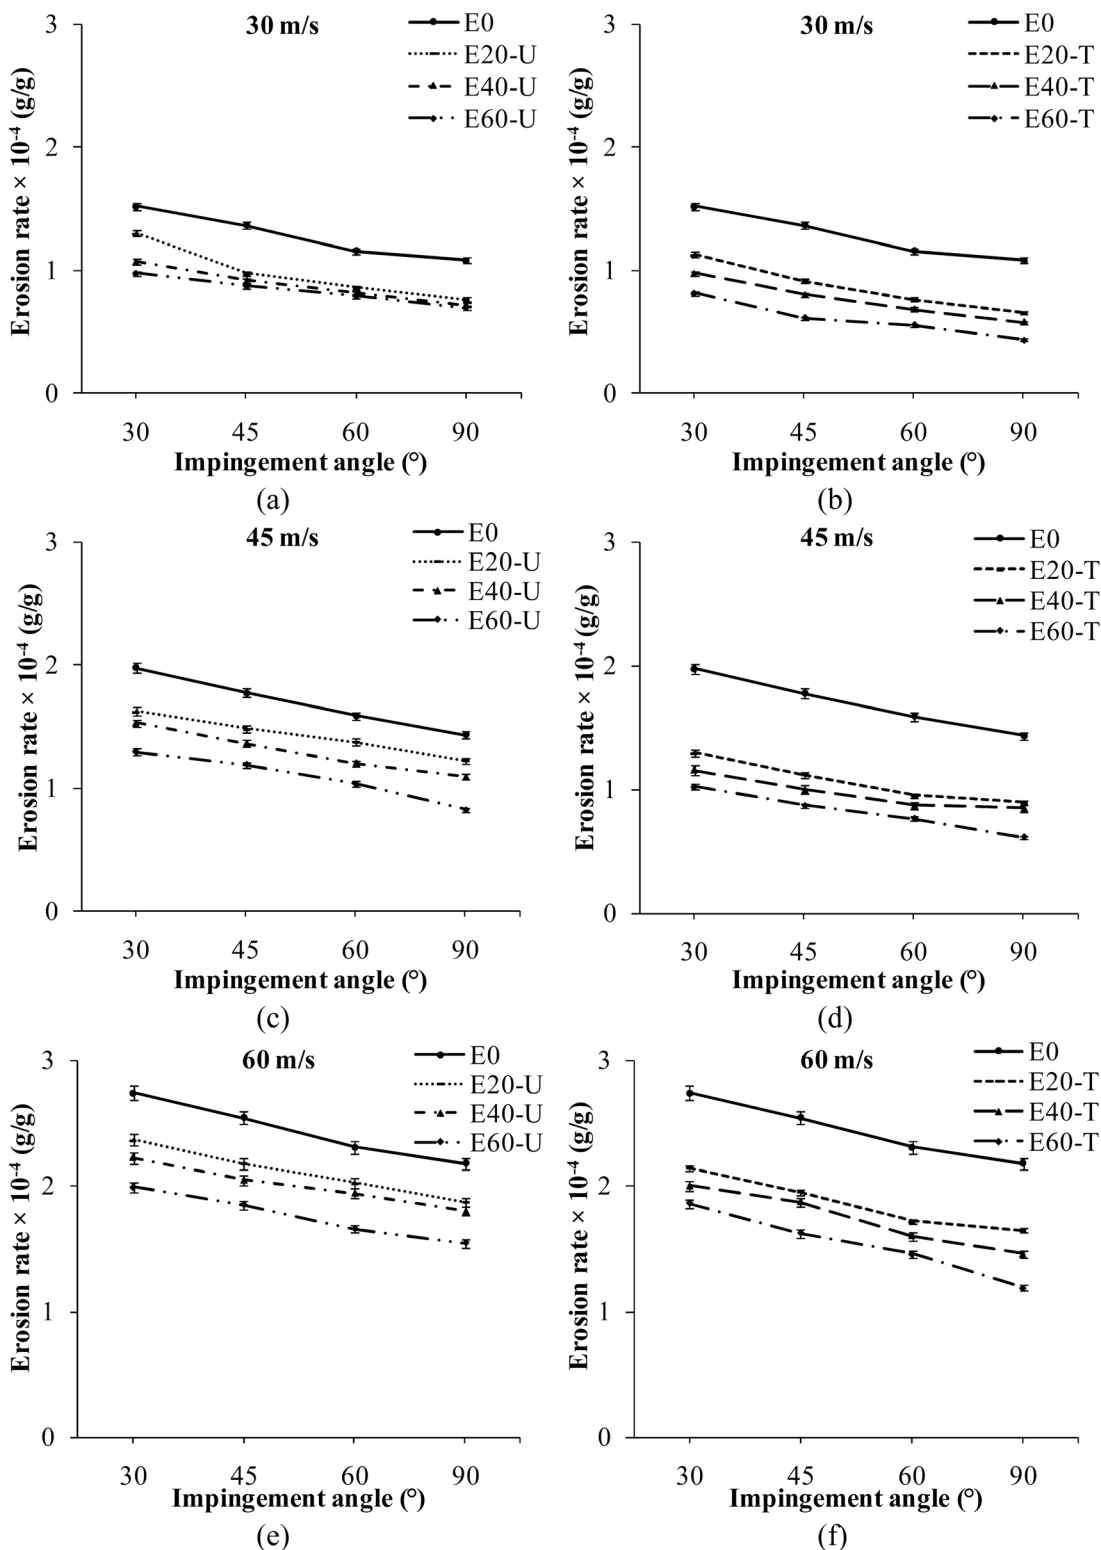 30 m/s
E0
E20-U
E40-U
E60-U
3
2
1
0
Erosion rate × 10⁻⁴ (g/g)
30 45 60 90
Impingement angle (°)
(a)
30 m/s
E0
E20-T
E40-T
E60-T
3
2
1
0
Erosion rate × 10⁻⁴ (g/g)
30 45 60 90
Impingement angle (°)
(b)
45 m/s
E0
E20-U
E40-U
E60-U
3
2
1
0
Erosion rate × 10⁻⁴ (g/g)
30 45 60 90
Impingement angle (°)
(c)
45 m/s
E0
E20-T
E40-T
E60-T
3
2
1
0
Erosion rate × 10⁻⁴ (g/g)
30 45 60 90
Impingement angle (°)
(d)
60 m/s
E0
E20-U
E40-U
E60-U
3
2
1
0
Erosion rate × 10⁻⁴ (g/g)
30 45 60 90
Impingement angle (°)
(e)
60 m/s
E0
E20-T
E40-T
E60-T
3
2
1
0
Erosion rate × 10⁻⁴ (g/g)
30 45 60 90
Impingement angle (°)
(f)